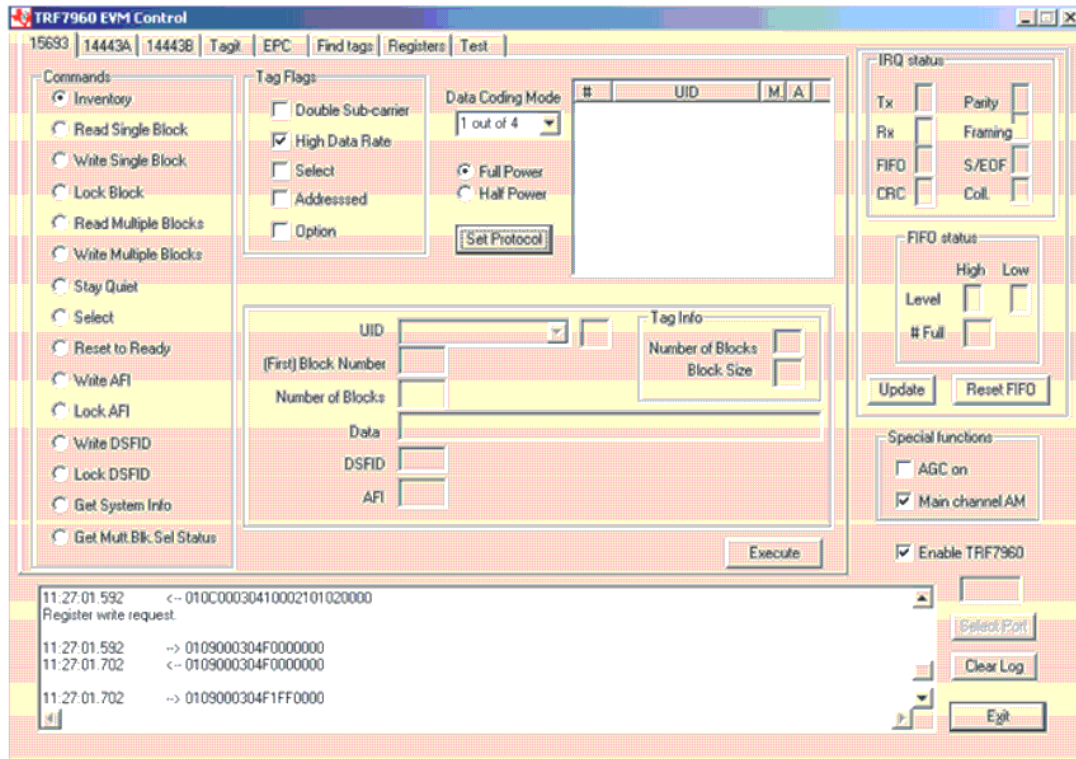 TRF7960 EVM Control
15693 14443A 14443B Tagit EPC Find tags Registers Test
Commands
Inventory
Read Single Block
Write Single Block
Lock Block
Read Multiple Blocks
Write Multiple Blocks
Stay Quiet
Select
Reset to Ready
Write AFI
Lock AFI
Write DSFID
Lock DSFID
Get System Info
Get Mutt.Blk.Sel Status
Tag Flags
Double Sub-carrier
High Data Rate
Select
Addresssed
Option
Data Coding Mode
1 out of 4
Full Power
Half Power
Set Protocol
# UID M. A
UID
(First) Block Number
Number of Blocks
Data
DSFID
AFI
Tag Info
Number of Blocks
Block Size
Execute
IRQ status
Tx Parity
Rx Framing
FIFO S/EOF
CRC Coll.
FIFO status
High Low
Level
# Full
Update Reset FIFO
Special functions
AGC on
Main channel AM
Enable TRF7960
Select Port
Clear Log
Exit
11:27:01.592 <-- 010C00030410002101020000
Register write request.
11:27:01.592 --> 0109000304F0000000
11:27:01.702 <-- 0109000304F0000000
11:27:01.702 --> 0109000304F1FF0000